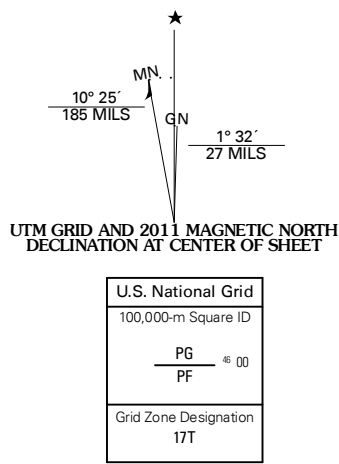 ★
MN
10° 25´
185 MILS
GN
1° 32´
27 MILS
UTM GRID AND 2011 MAGNETIC NORTH
DECLINATION AT CENTER OF SHEET
U.S. National Grid
100,000-m Square ID
PG
46 00
PF
Grid Zone Designation
17T